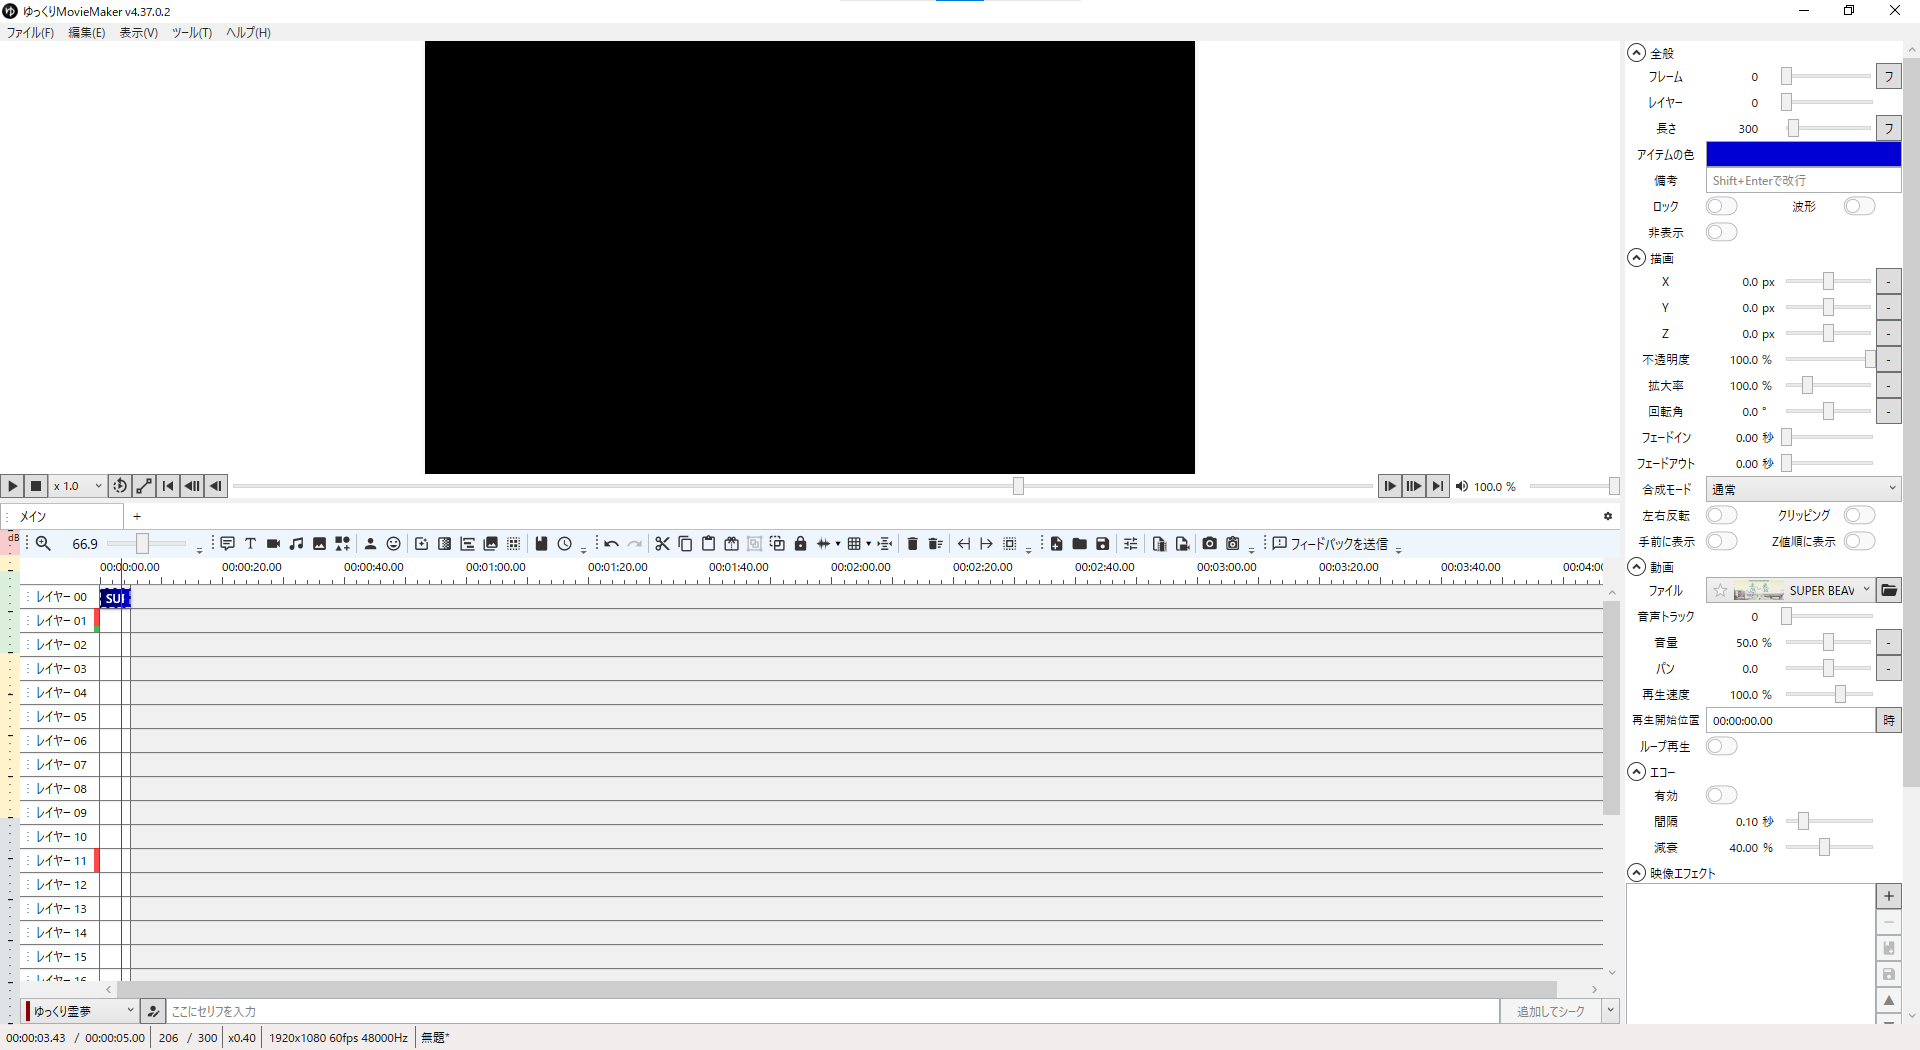 ゆっくりMovieMaker v4.37.0.2
ファイル(F) 編集(E) 表示(V) ツール(T) ヘルプ(H)
x 1.0
100.0 %
メイン +
dB
66.9
フィードバックを送信
00:00:00.00 00:00:20.00 00:00:40.00 00:01:00.00 00:01:20.00 00:01:40.00 00:02:00.00 00:02:20.00 00:02:40.00 00:03:00.00 00:03:20.00 00:03:40.00 00:04:0
レイヤー 00 SUI
レイヤー 01
レイヤー 02
レイヤー 03
レイヤー 04
レイヤー 05
レイヤー 06
レイヤー 07
レイヤー 08
レイヤー 09
レイヤー 10
レイヤー 11
レイヤー 12
レイヤー 13
レイヤー 14
レイヤー 15
レイヤー 16
ゆっくり霊夢 ここにセリフを入力 追加してシーク
00:00:03.43 / 00:00:05.00 206 / 300 x0.40 1920x1080 60fps 48000Hz 無題*
全般
フレーム 0 フ
レイヤー 0
長さ 300 フ
アイテムの色
備考 Shift+Enterで改行
ロック 波形
非表示
描画
X 0.0 px -
Y 0.0 px -
Z 0.0 px -
不透明度 100.0 % -
拡大率 100.0 % -
回転角 0.0 ° -
フェードイン 0.00 秒
フェードアウト 0.00 秒
合成モード 通常
左右反転 クリッピング
手前に表示 Z値順に表示
動画
ファイル SUPER BEAV
音声トラック 0
音量 50.0 % -
パン 0.0 -
再生速度 100.0 %
再生開始位置 00:00:00.00 時
ループ再生
エコー
有効
間隔 0.10 秒
減衰 40.00 %
映像エフェクト